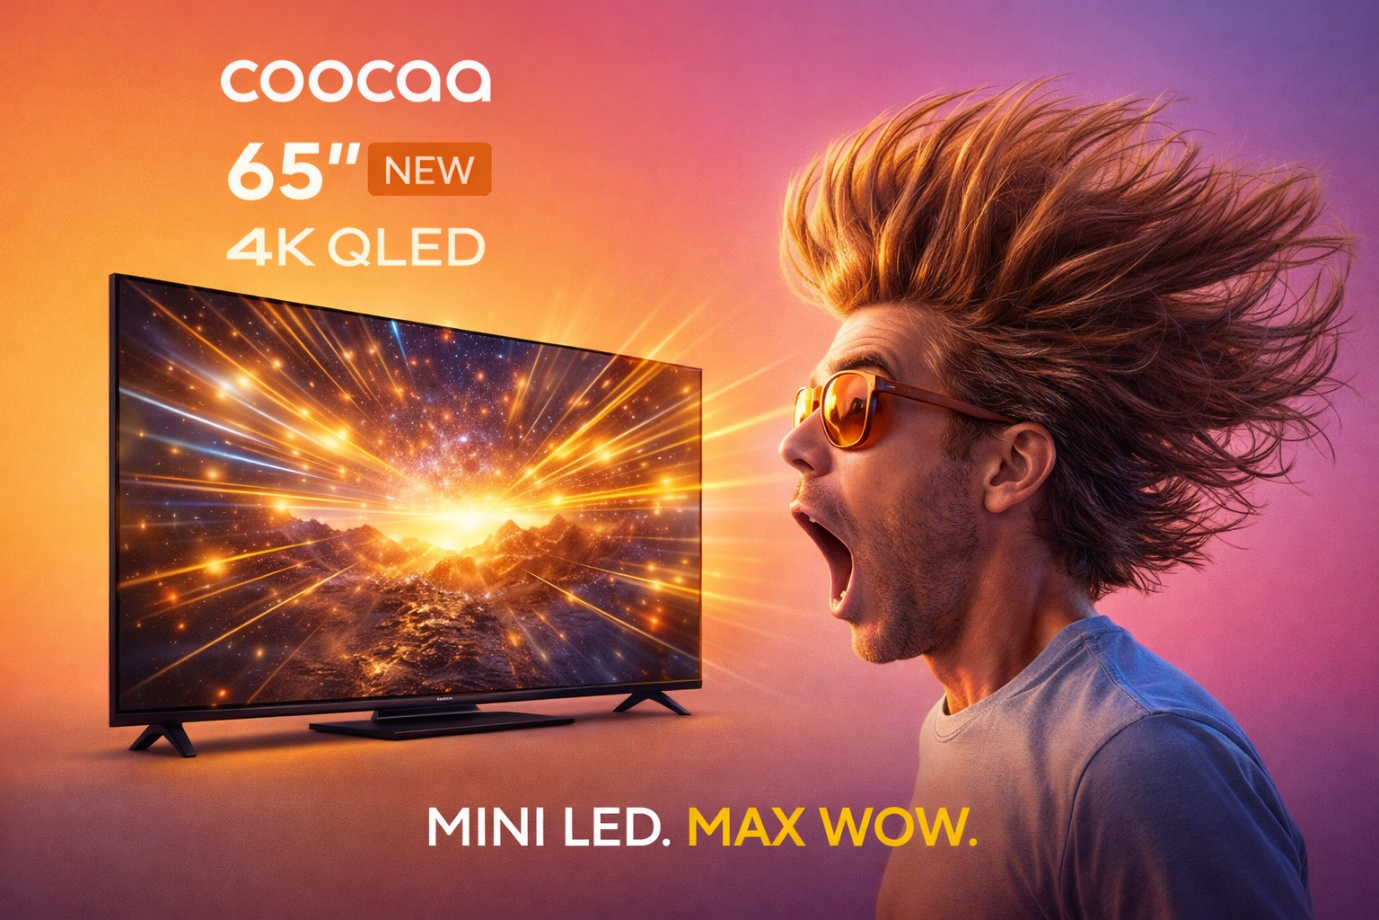 coocaa
65" NEW
4K QLED
MINI LED. MAX WOW.